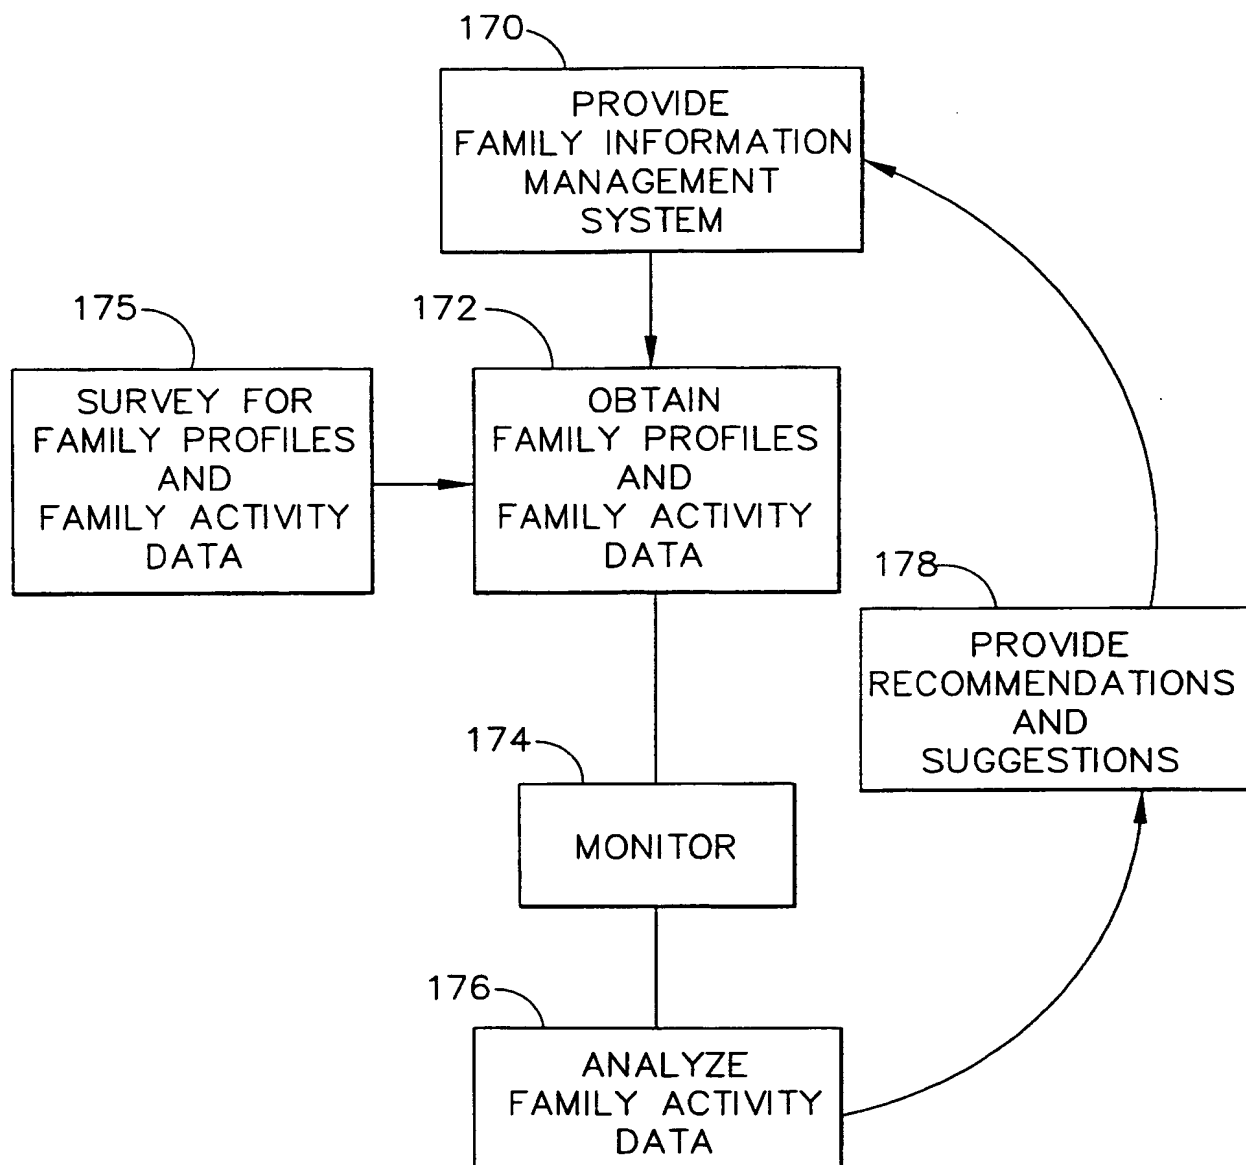 170
PROVIDE
FAMILY INFORMATION
MANAGEMENT
SYSTEM
175
SURVEY FOR
FAMILY PROFILES
AND
FAMILY ACTIVITY
DATA
172
OBTAIN
FAMILY PROFILES
AND
FAMILY ACTIVITY
DATA
178
PROVIDE
RECOMMENDATIONS
AND
SUGGESTIONS
174
MONITOR
176
ANALYZE
FAMILY ACTIVITY
DATA